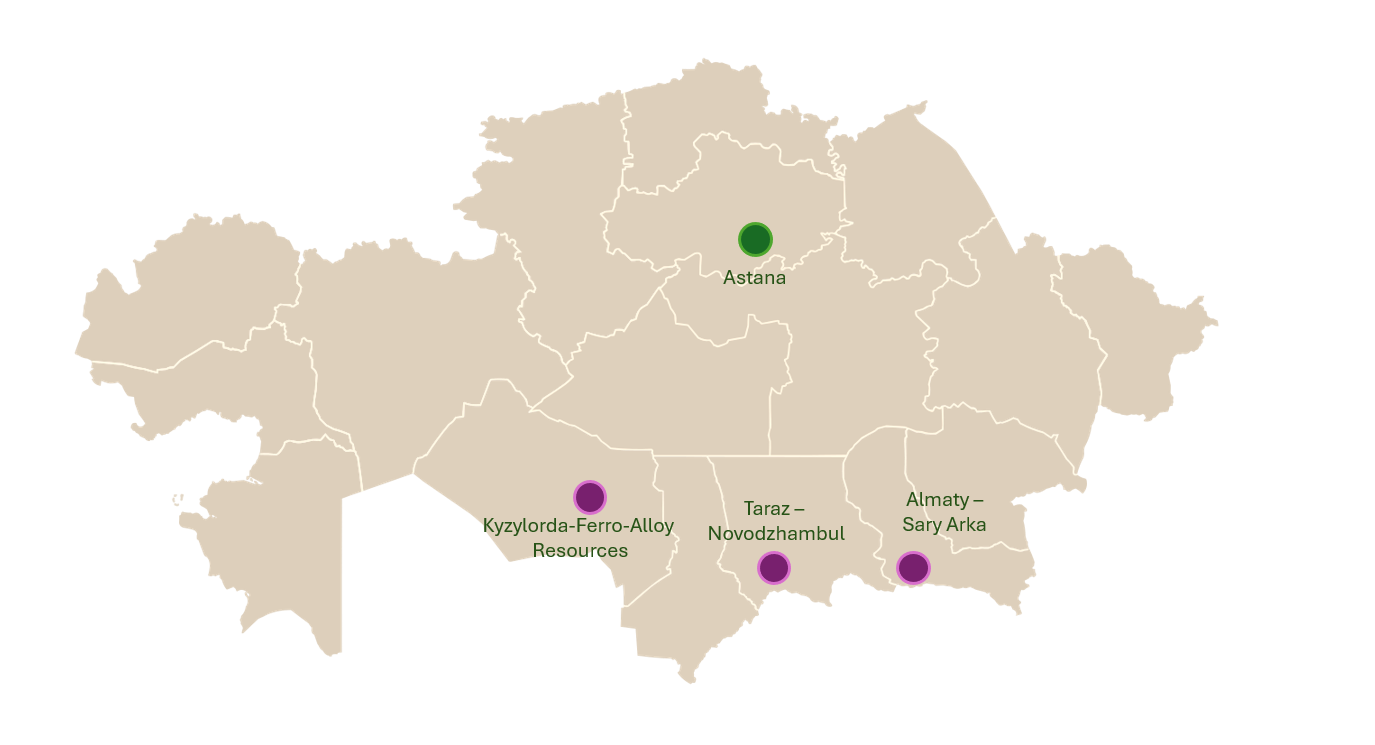 Astana
Almaty –
Sary Arka
Taraz –
Novodzhambul
Kyzylorda-Ferro-Alloy
Resources